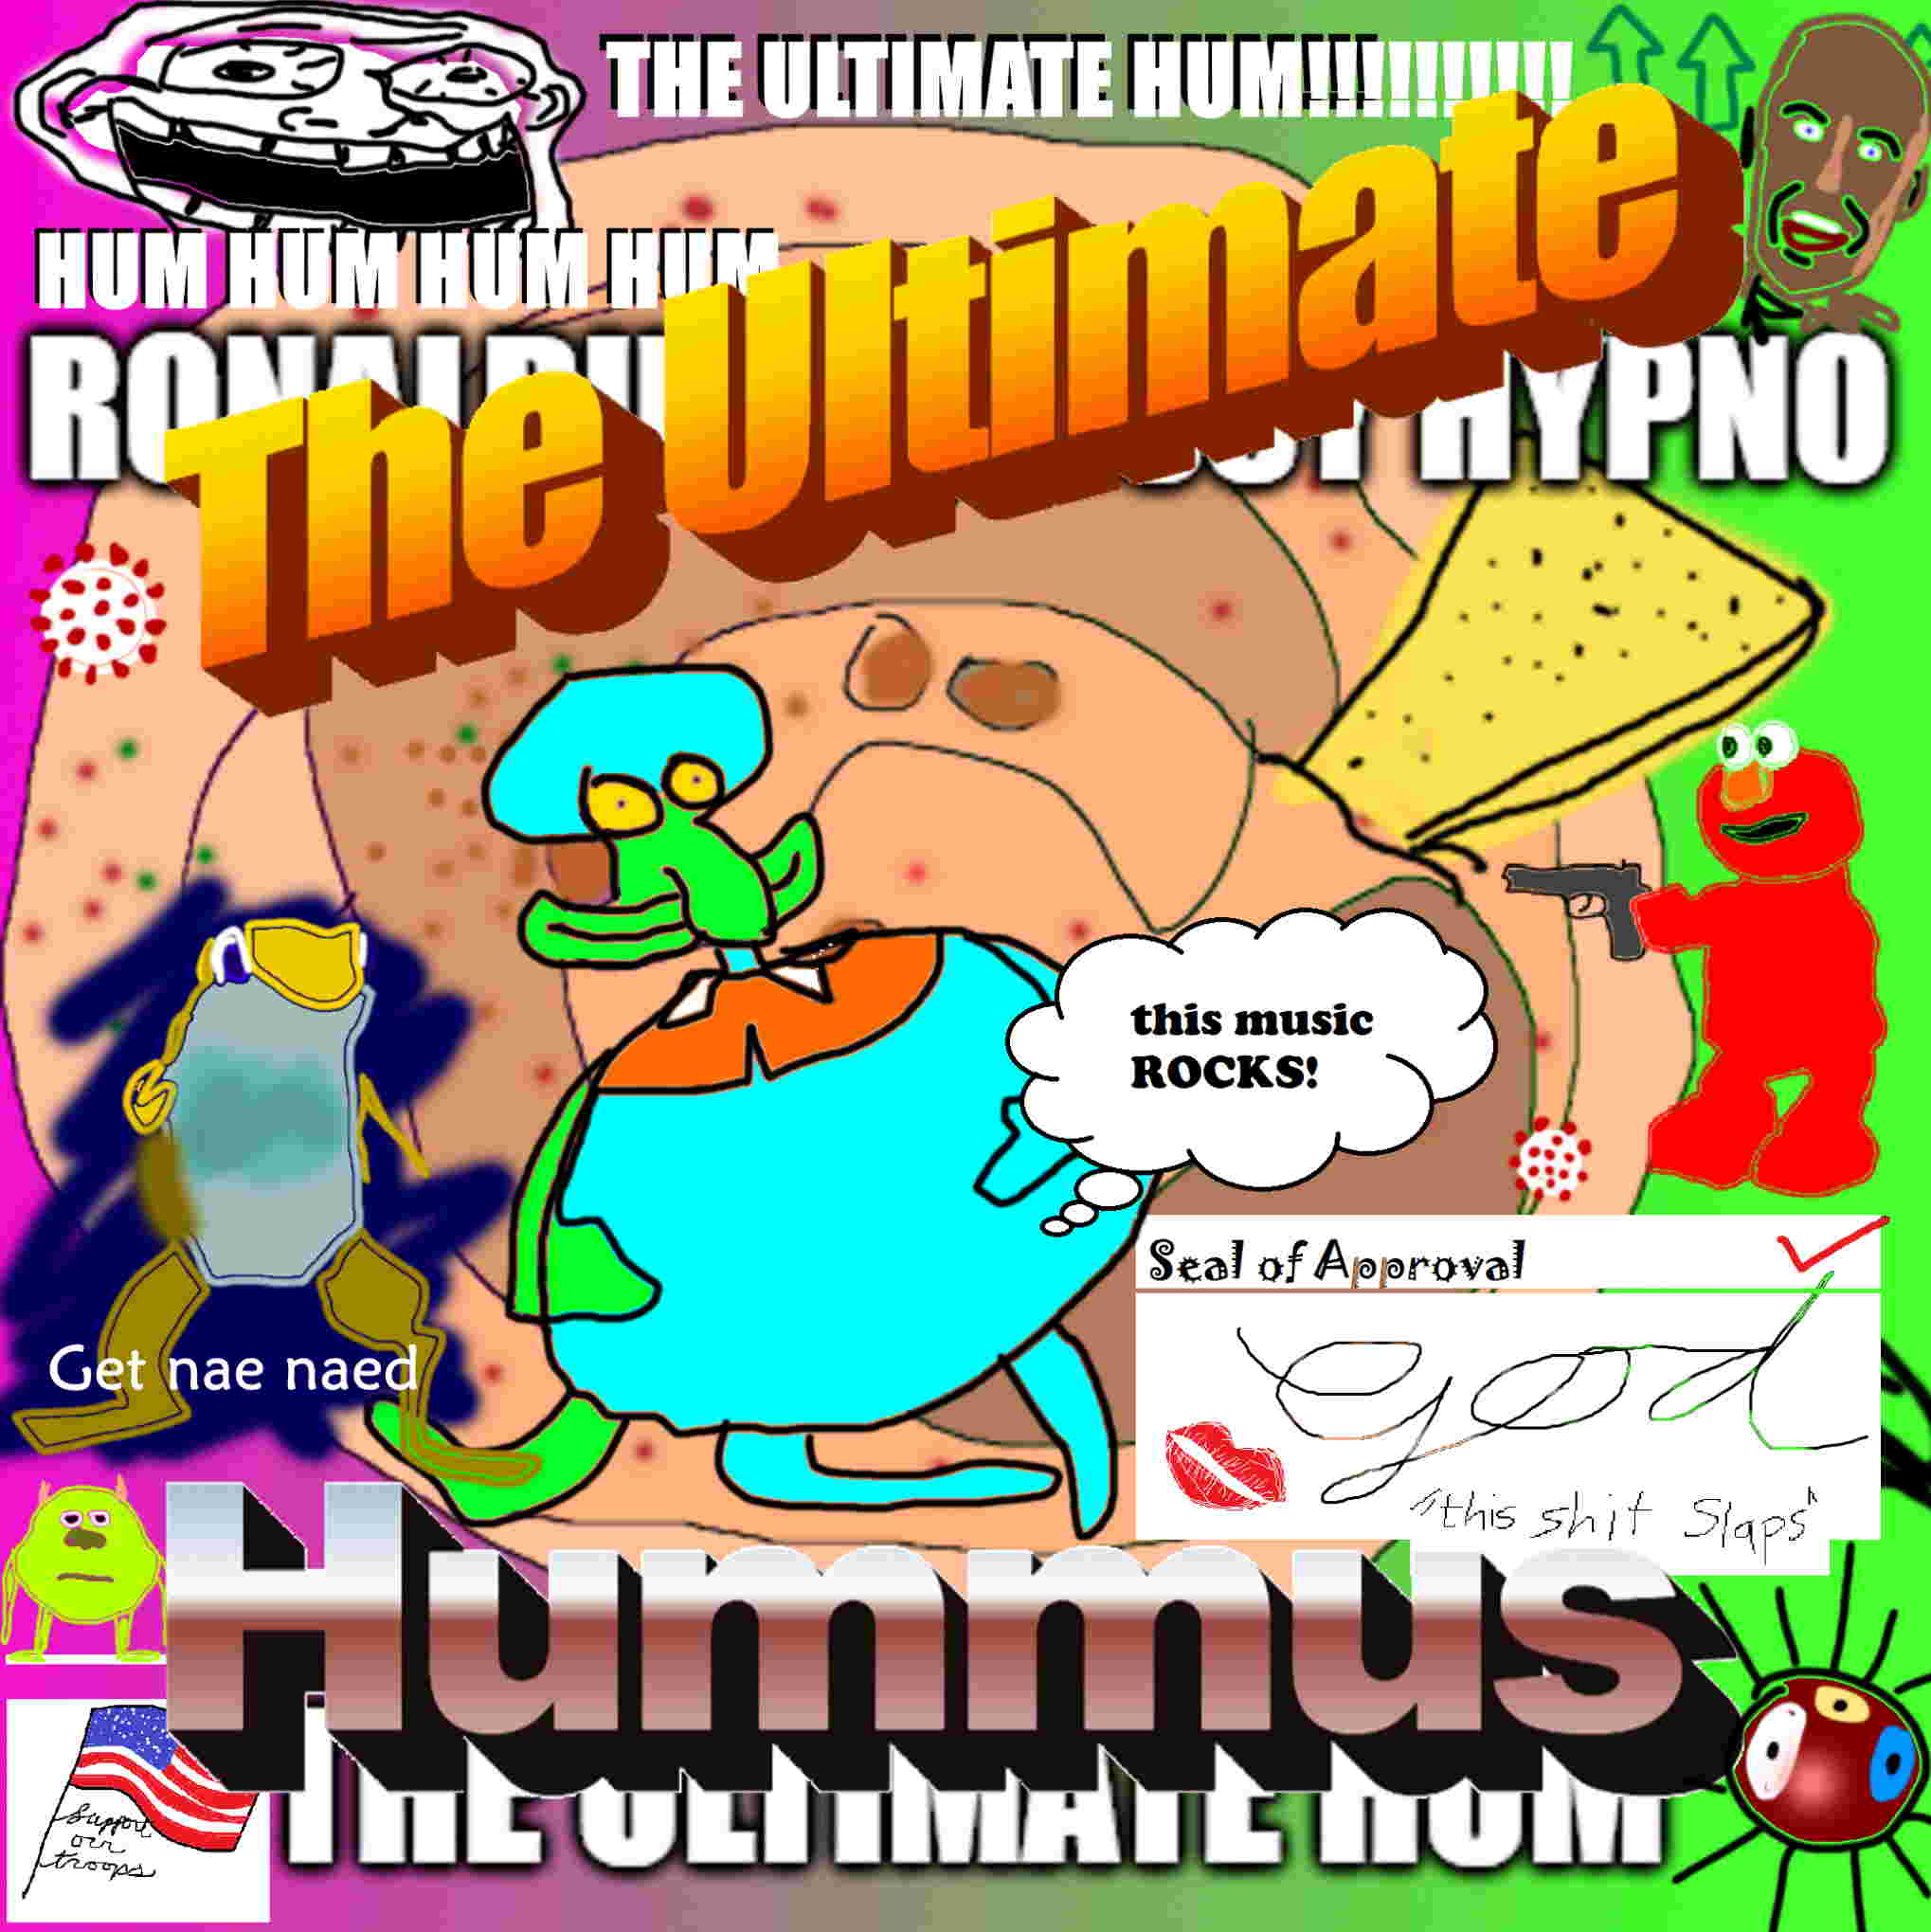 THE ULTIMATE HUM!!!!!!!!!!
HUM HUM HUM HUM
HYPNO
The Ultimate
this music
ROCKS!
Seal of Approval
god
"this shit slaps"
Get nae naed
Hummus
support
our
troops
THE ULTIMATE HUM